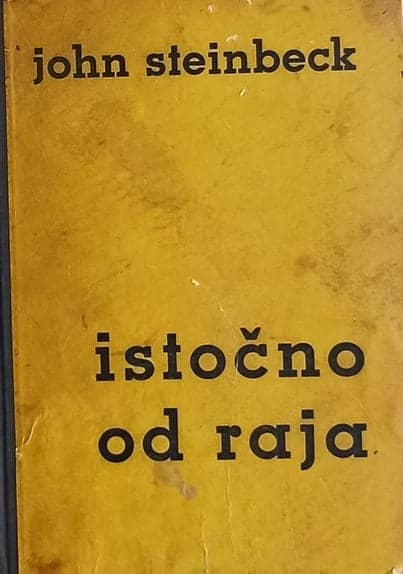 john steinbeck
istočno
od raja